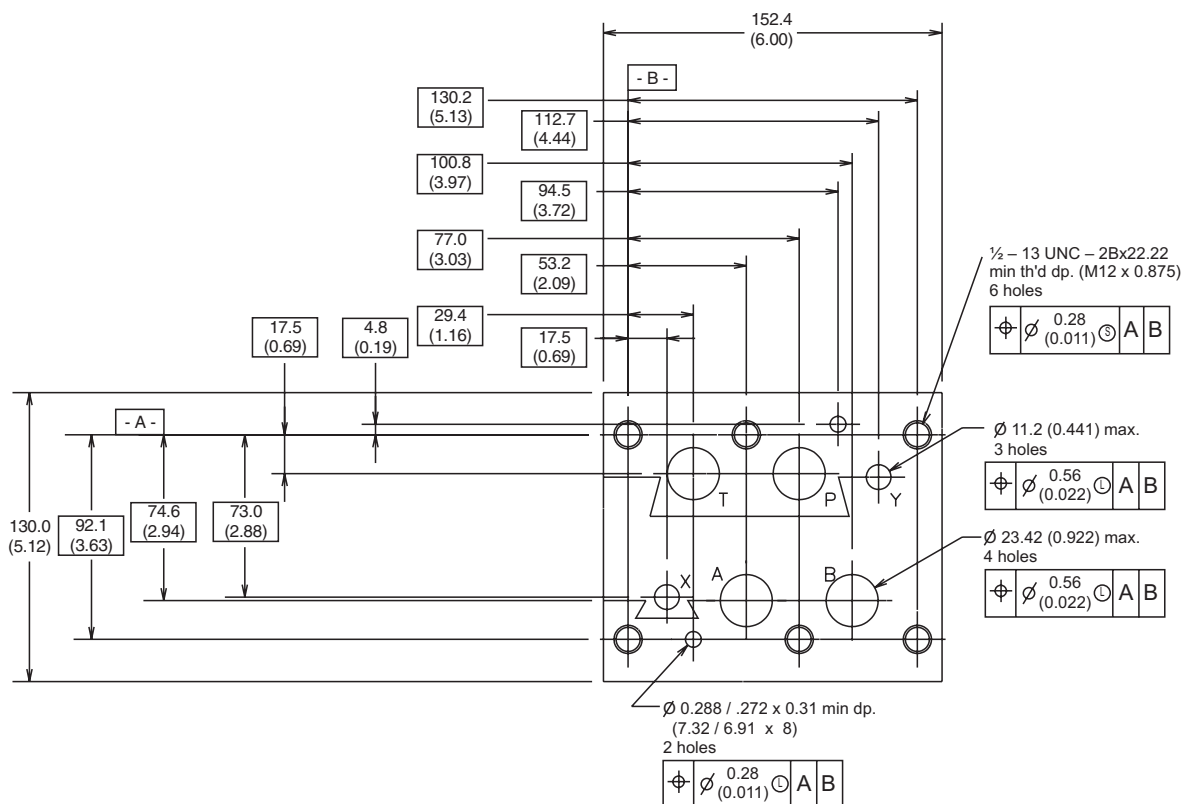 152.4
(6.00)
- B -
130.2
(5.13)
112.7
(4.44)
100.8
(3.97)
94.5
(3.72)
77.0
(3.03)
53.2
(2.09)
29.4
(1.16)
17.5
(0.69)
4.8
(0.19)
17.5
(0.69)
½ – 13 UNC – 2Bx22.22
min th'd dp. (M12 x 0.875)
6 holes
⌖ Ø 0.28 (0.011) Ⓢ A B
- A -
Ø 11.2 (0.441) max.
3 holes
⌖ Ø 0.56 (0.022) Ⓛ A B
T P Y
130.0
(5.12)
92.1
(3.63)
74.6
(2.94)
73.0
(2.88)
Ø 23.42 (0.922) max.
4 holes
⌖ Ø 0.56 (0.022) Ⓛ A B
X A B
Ø 0.288 / .272 x 0.31 min dp.
(7.32 / 6.91 x 8)
2 holes
⌖ Ø 0.28 (0.011) Ⓛ A B